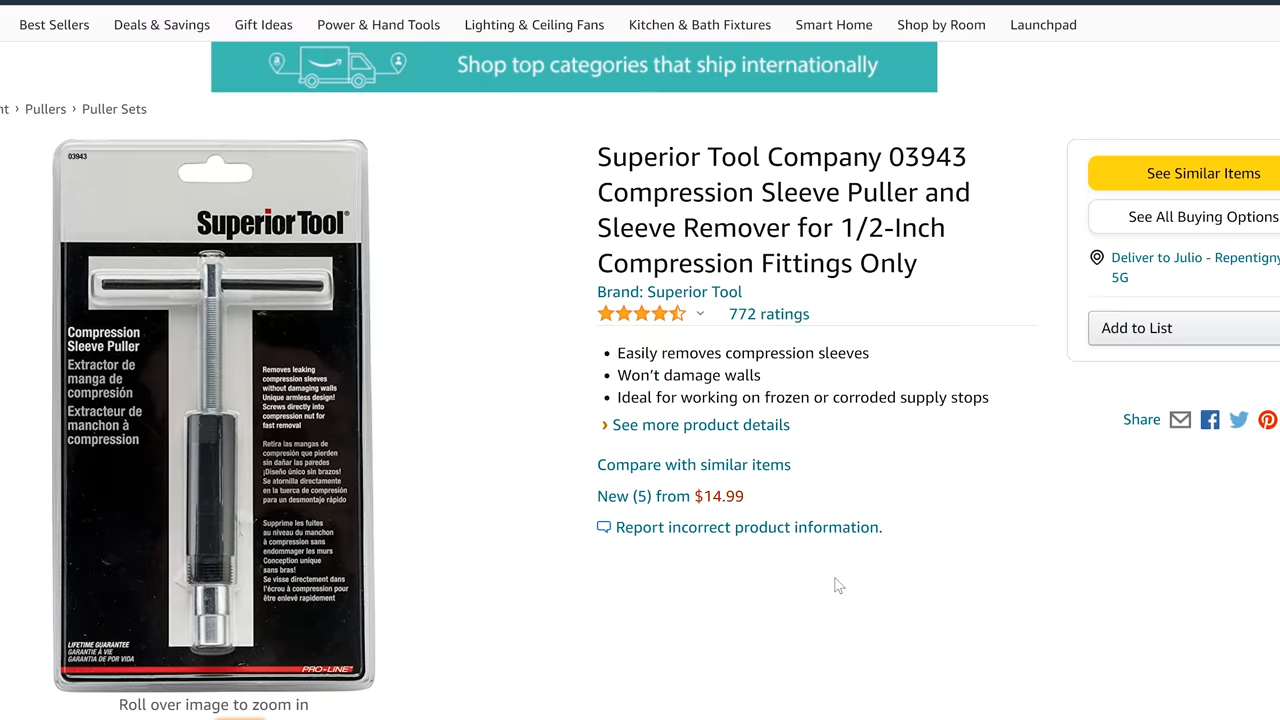 Best Sellers Deals & Savings Gift Ideas Power & Hand Tools Lighting & Ceiling Fans Kitchen & Bath Fixtures Smart Home Shop by Room Launchpad
Shop top categories that ship internationally
nt › Pullers › Puller Sets
03943
Superior Tool®
Compression
Sleeve Puller
Extractor de
manga de
compresión
Extracteur de
manchon à
compression
Removes leaking
compression sleeves
without damaging walls
Unique armless design!
Screws directly into
compression nut for
fast removal
Retira las mangas de
compresión que pierden
sin dañar las paredes
¡Diseño único sin brazos!
Se atornilla directamente
en la tuerca de compresión
para un desmontaje rápido
Supprime les fuites
au niveau du manchon
à compression sans
endommager les murs
Conception unique
sans bras!
Se visse directement dans
l'écrou à compression pour
être enlevé rapidement
LIFETIME GUARANTEE
GARANTIE À VIE
GARANTÍA DE POR VIDA
PRO-LINE
Roll over image to zoom in
Superior Tool Company 03943
Compression Sleeve Puller and
Sleeve Remover for 1/2-Inch
Compression Fittings Only
Brand: Superior Tool
772 ratings
• Easily removes compression sleeves
• Won't damage walls
• Ideal for working on frozen or corroded supply stops
› See more product details
Compare with similar items
New (5) from $14.99
Report incorrect product information.
See Similar Items
See All Buying Options
Deliver to Julio - Repentigny
5G
Add to List
Share